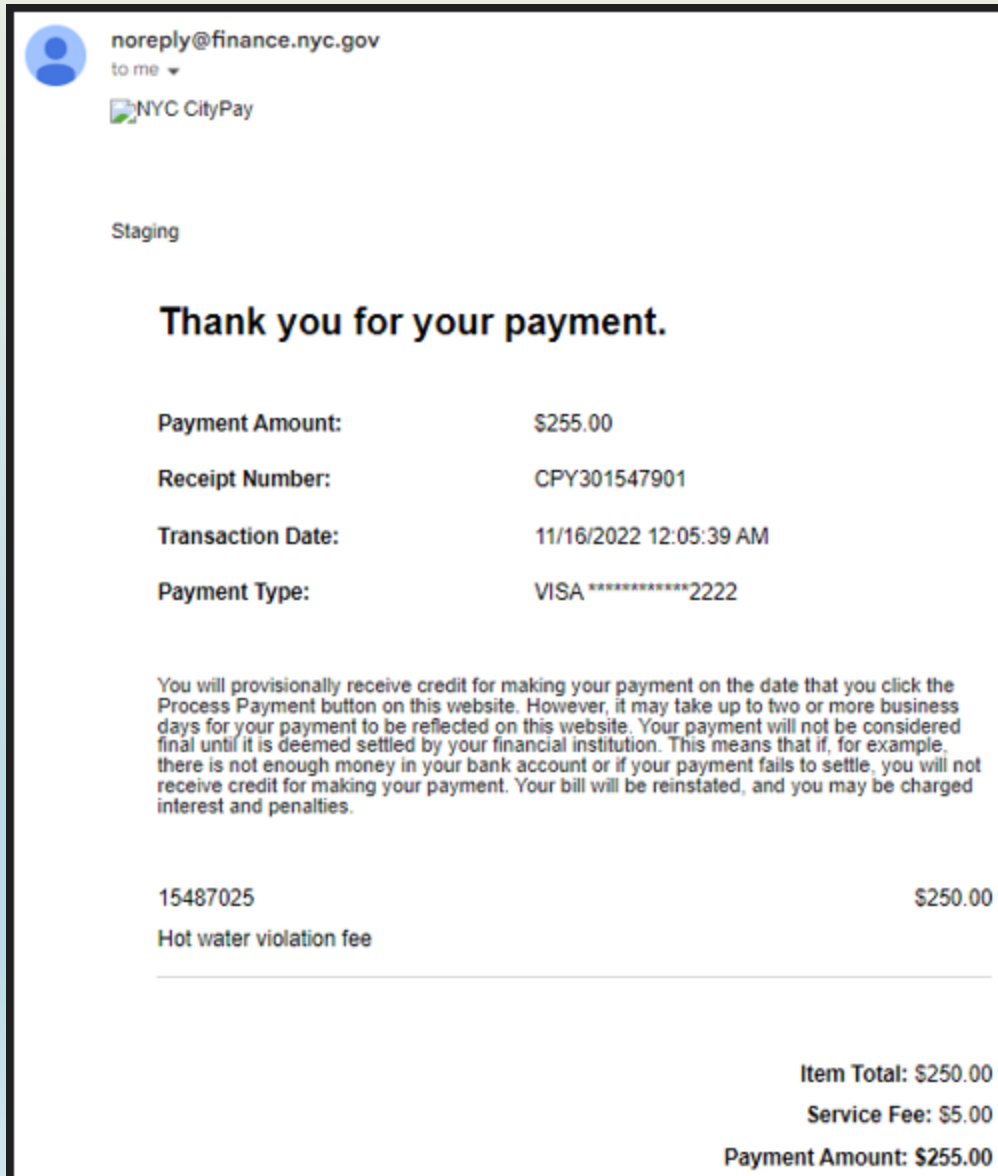 noreply@finance.nyc.gov
to me
NYC CityPay
Staging
Thank you for your payment.
Payment Amount: $255.00
Receipt Number: CPY301547901
Transaction Date: 11/16/2022 12:05:39 AM
Payment Type: VISA ************2222
You will provisionally receive credit for making your payment on the date that you click the
Process Payment button on this website. However, it may take up to two or more business
days for your payment to be reflected on this website. Your payment will not be considered
final until it is deemed settled by your financial institution. This means that if, for example,
there is not enough money in your bank account or if your payment fails to settle, you will not
receive credit for making your payment. Your bill will be reinstated, and you may be charged
interest and penalties.
15487025 $250.00
Hot water violation fee
Item Total: $250.00
Service Fee: $5.00
Payment Amount: $255.00